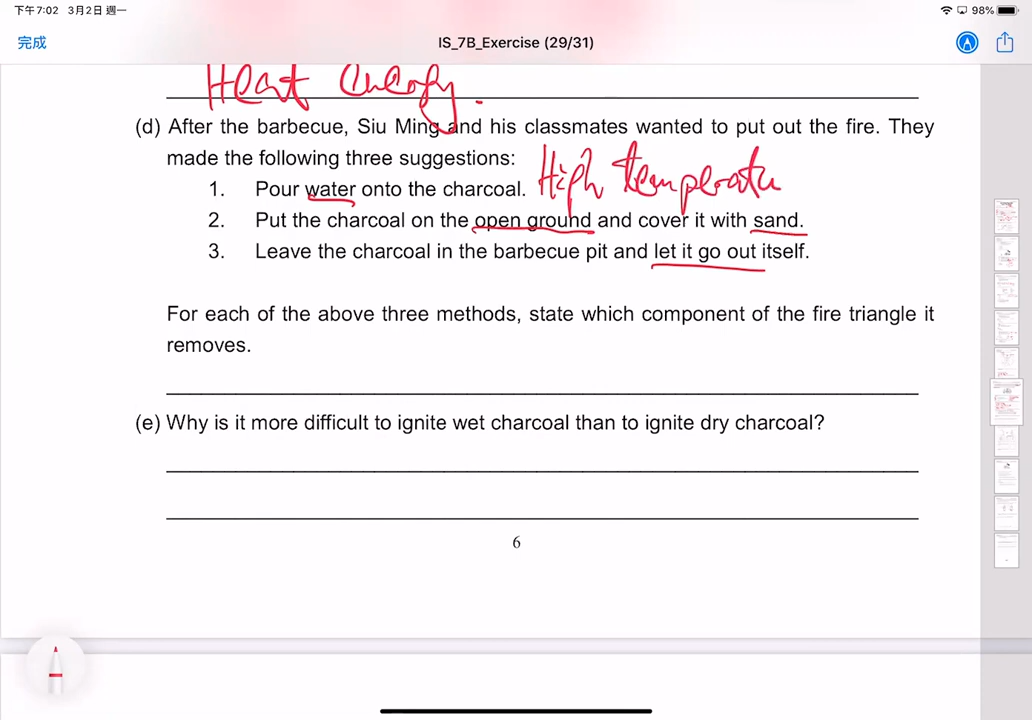 下午7:02 3月2日 週一
98%
完成
IS_7B_Exercise (29/31)
Heat energy.
(d) After the barbecue, Siu Ming and his classmates wanted to put out the fire. They
made the following three suggestions:
1. Pour water onto the charcoal. High temperatu
2. Put the charcoal on the open ground and cover it with sand.
3. Leave the charcoal in the barbecue pit and let it go out itself.
For each of the above three methods, state which component of the fire triangle it
removes.
(e) Why is it more difficult to ignite wet charcoal than to ignite dry charcoal?
6